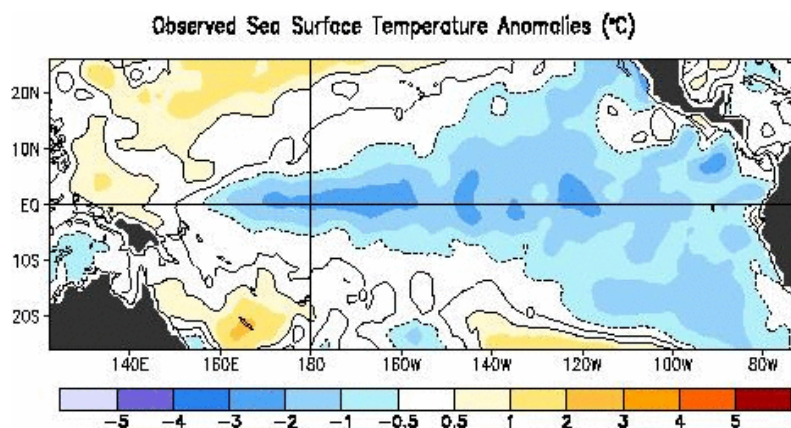 Observed Sea Surface Temperature Anomalies (°C)
20N
10N
EQ
10S
20S
140E 160E 180 160W 140W 120W 100W 80W
-5 -4 -3 -2 -1 -0.5 0.5 1 2 3 4 5